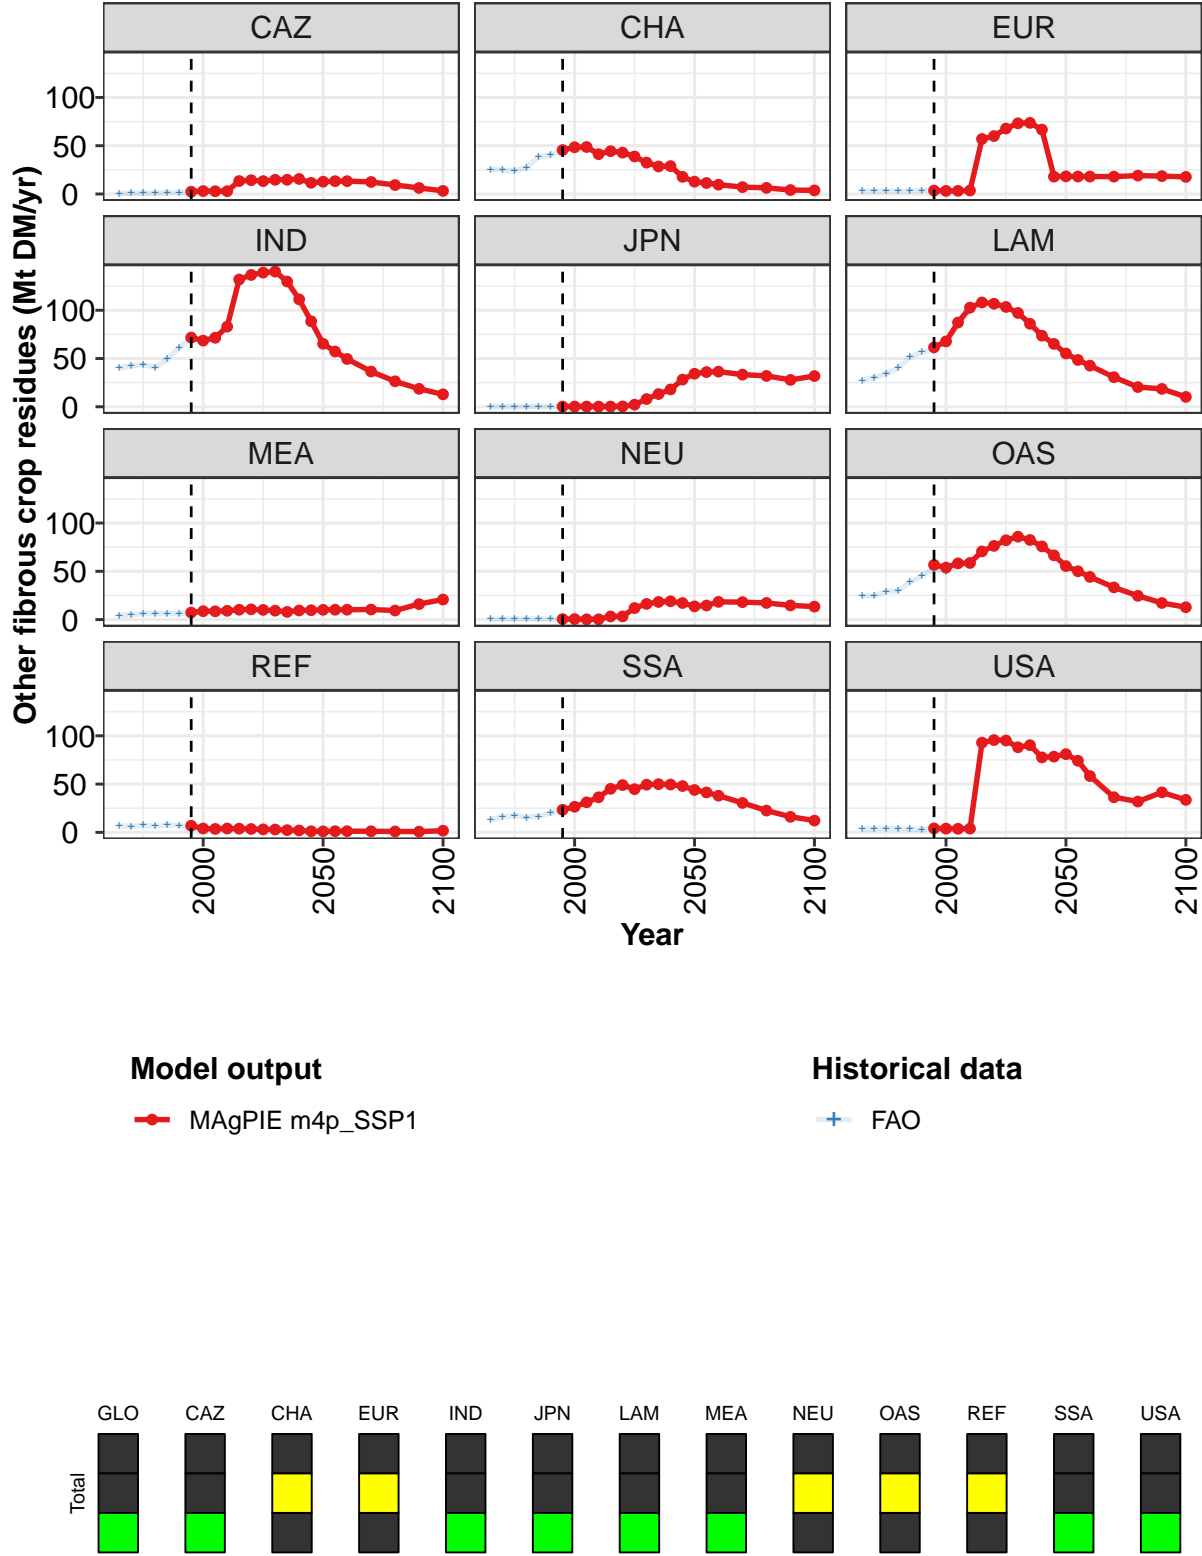 CAZ CHA EUR
100
50
0
IND JPN LAM
100
50
0
MEA NEU OAS
100
50
0
REF SSA USA
100
50
0
Other fibrous crop residues (Mt DM/yr)
2000 2050 2100 2000 2050 2100 2000 2050 2100
Year
Model output
MAgPIE m4p_SSP1
Historical data
FAO
GLO CAZ CHA EUR IND JPN LAM MEA NEU OAS REF SSA USA
Total